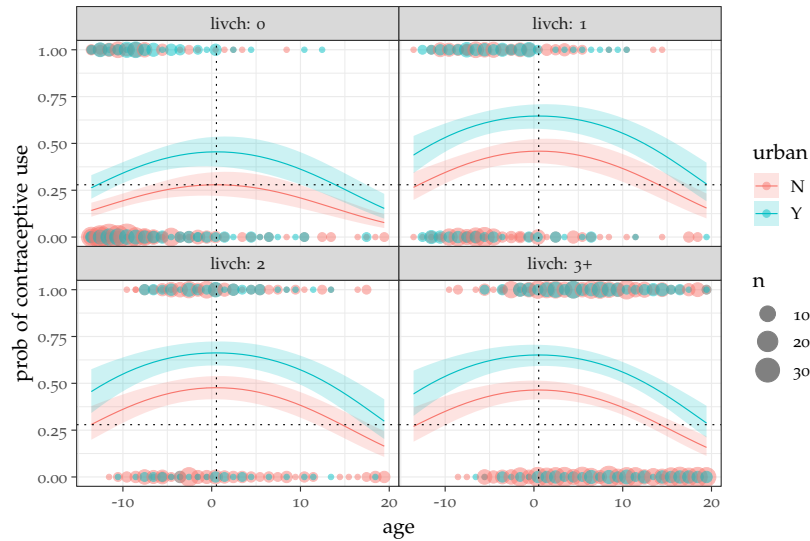 livch: 0
livch: 1
1.00
0.75
0.50
0.25
0.00
livch: 2
livch: 3+
1.00
0.75
0.50
0.25
0.00
-10
0
10
20
-10
0
10
20
age
prob of contraceptive use
urban
N
Y
n
10
20
30